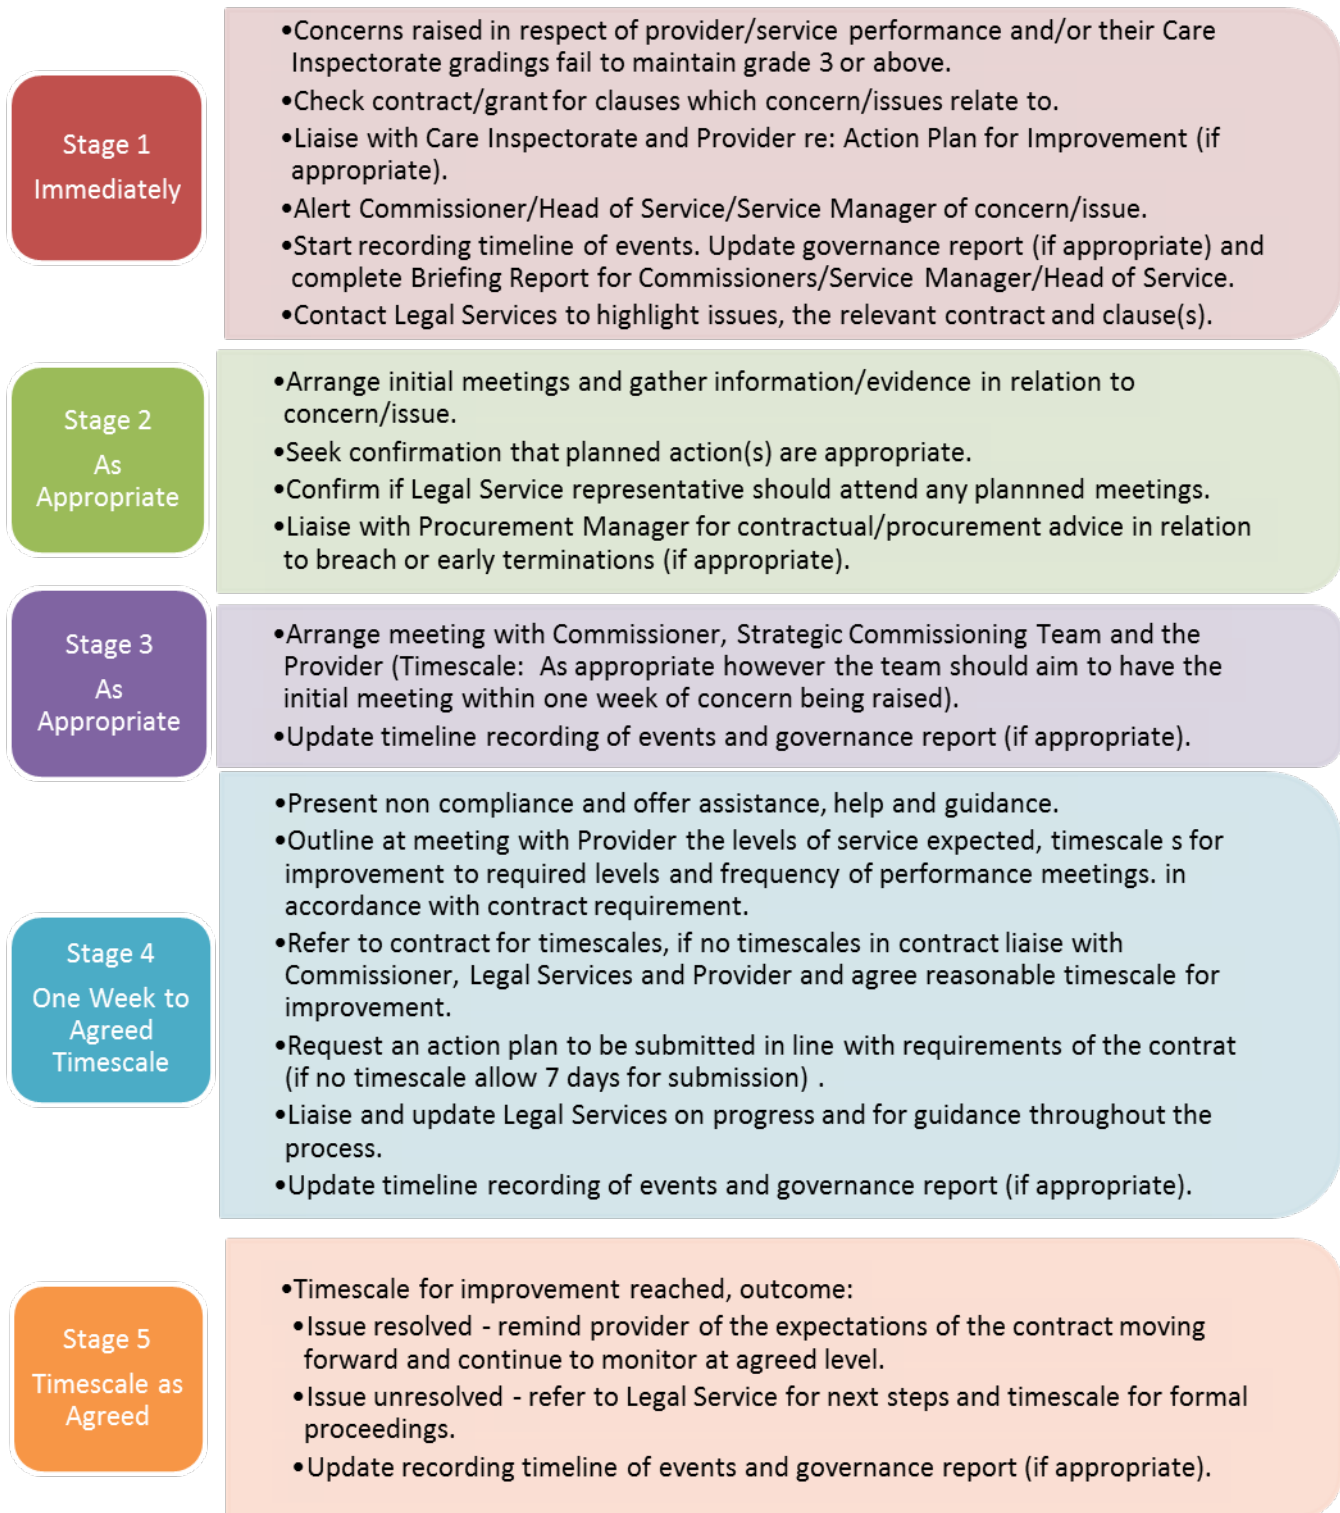 Stage 1
Immediately
•Concerns raised in respect of provider/service performance and/or their Care
Inspectorate gradings fail to maintain grade 3 or above.
•Check contract/grant for clauses which concern/issues relate to.
•Liaise with Care Inspectorate and Provider re: Action Plan for Improvement (if
appropriate).
•Alert Commissioner/Head of Service/Service Manager of concern/issue.
•Start recording timeline of events. Update governance report (if appropriate) and
complete Briefing Report for Commissioners/Service Manager/Head of Service.
•Contact Legal Services to highlight issues, the relevant contract and clause(s).
Stage 2
As
Appropriate
•Arrange initial meetings and gather information/evidence in relation to
concern/issue.
•Seek confirmation that planned action(s) are appropriate.
•Confirm if Legal Service representative should attend any plannned meetings.
•Liaise with Procurement Manager for contractual/procurement advice in relation
to breach or early terminations (if appropriate).
Stage 3
As
Appropriate
•Arrange meeting with Commissioner, Strategic Commissioning Team and the
Provider (Timescale: As appropriate however the team should aim to have the
initial meeting within one week of concern being raised).
•Update timeline recording of events and governance report (if appropriate).
Stage 4
One Week to
Agreed
Timescale
•Present non compliance and offer assistance, help and guidance.
•Outline at meeting with Provider the levels of service expected, timescale s for
improvement to required levels and frequency of performance meetings. in
accordance with contract requirement.
•Refer to contract for timescales, if no timescales in contract liaise with
Commissioner, Legal Services and Provider and agree reasonable timescale for
improvement.
•Request an action plan to be submitted in line with requirements of the contrat
(if no timescale allow 7 days for submission) .
•Liaise and update Legal Services on progress and for guidance throughout the
process.
•Update timeline recording of events and governance report (if appropriate).
Stage 5
Timescale as
Agreed
•Timescale for improvement reached, outcome:
•Issue resolved - remind provider of the expectations of the contract moving
forward and continue to monitor at agreed level.
•Issue unresolved - refer to Legal Service for next steps and timescale for formal
proceedings.
•Update recording timeline of events and governance report (if appropriate).